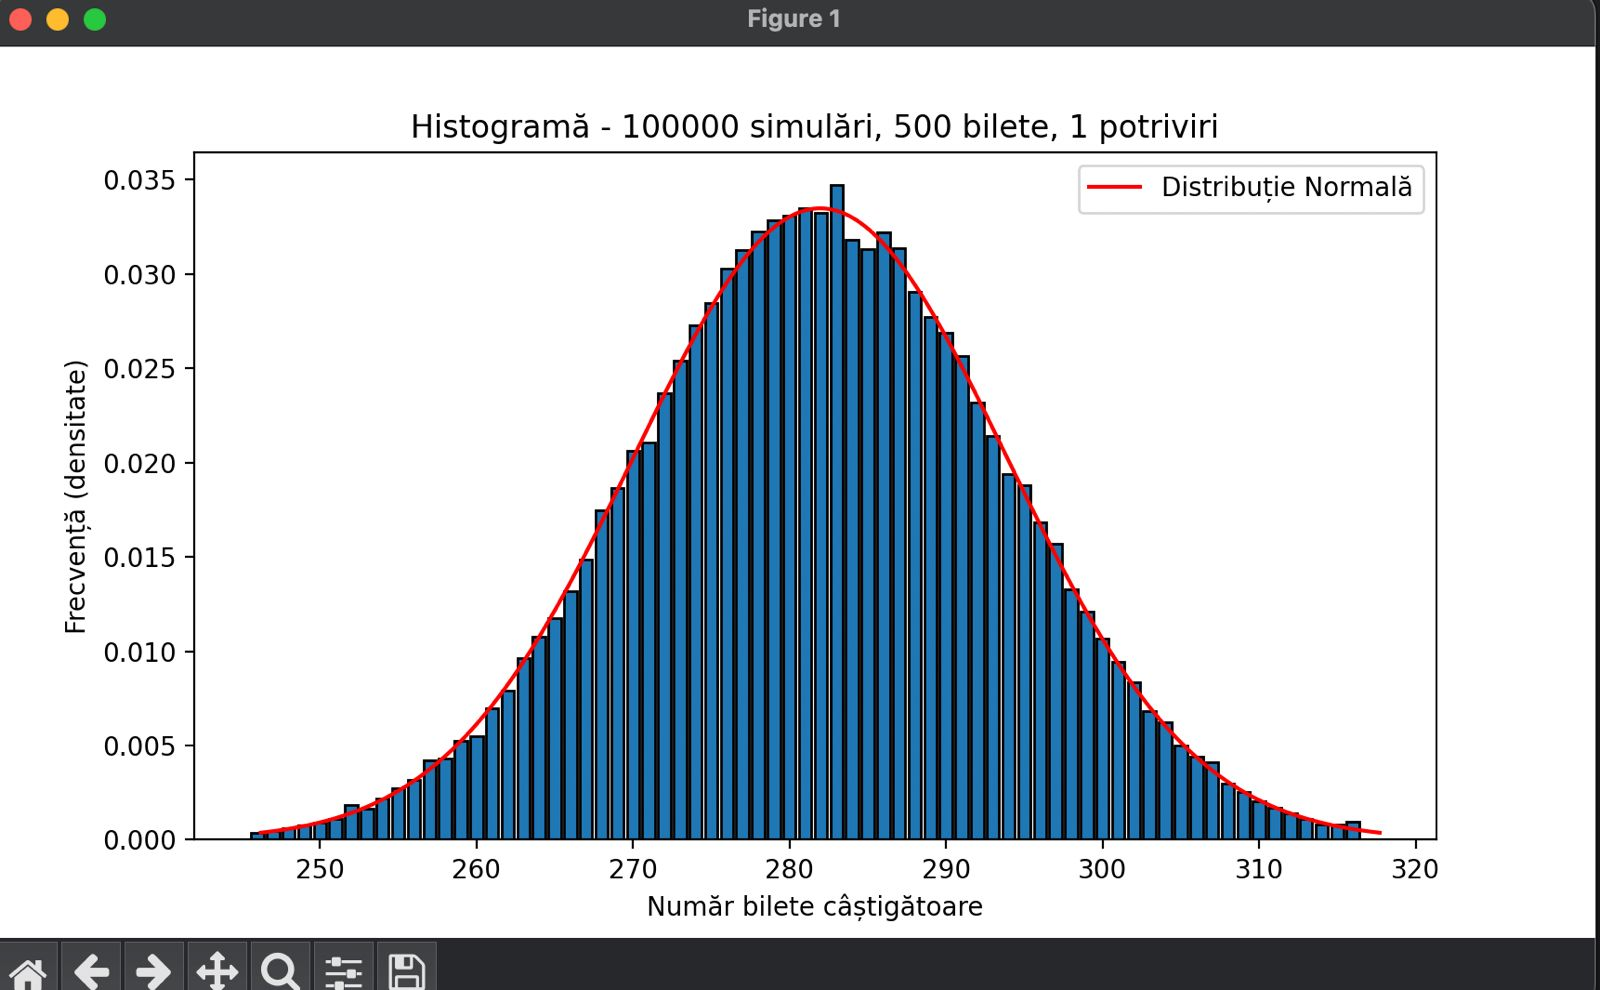 Figure 1
Histogramă - 100000 simulări, 500 bilete, 1 potriviri
Distribuție Normală
0.035
0.030
0.025
0.020
0.015
0.010
0.005
0.000
Frecvență (densitate)
250 260 270 280 290 300 310 320
Număr bilete câștigătoare